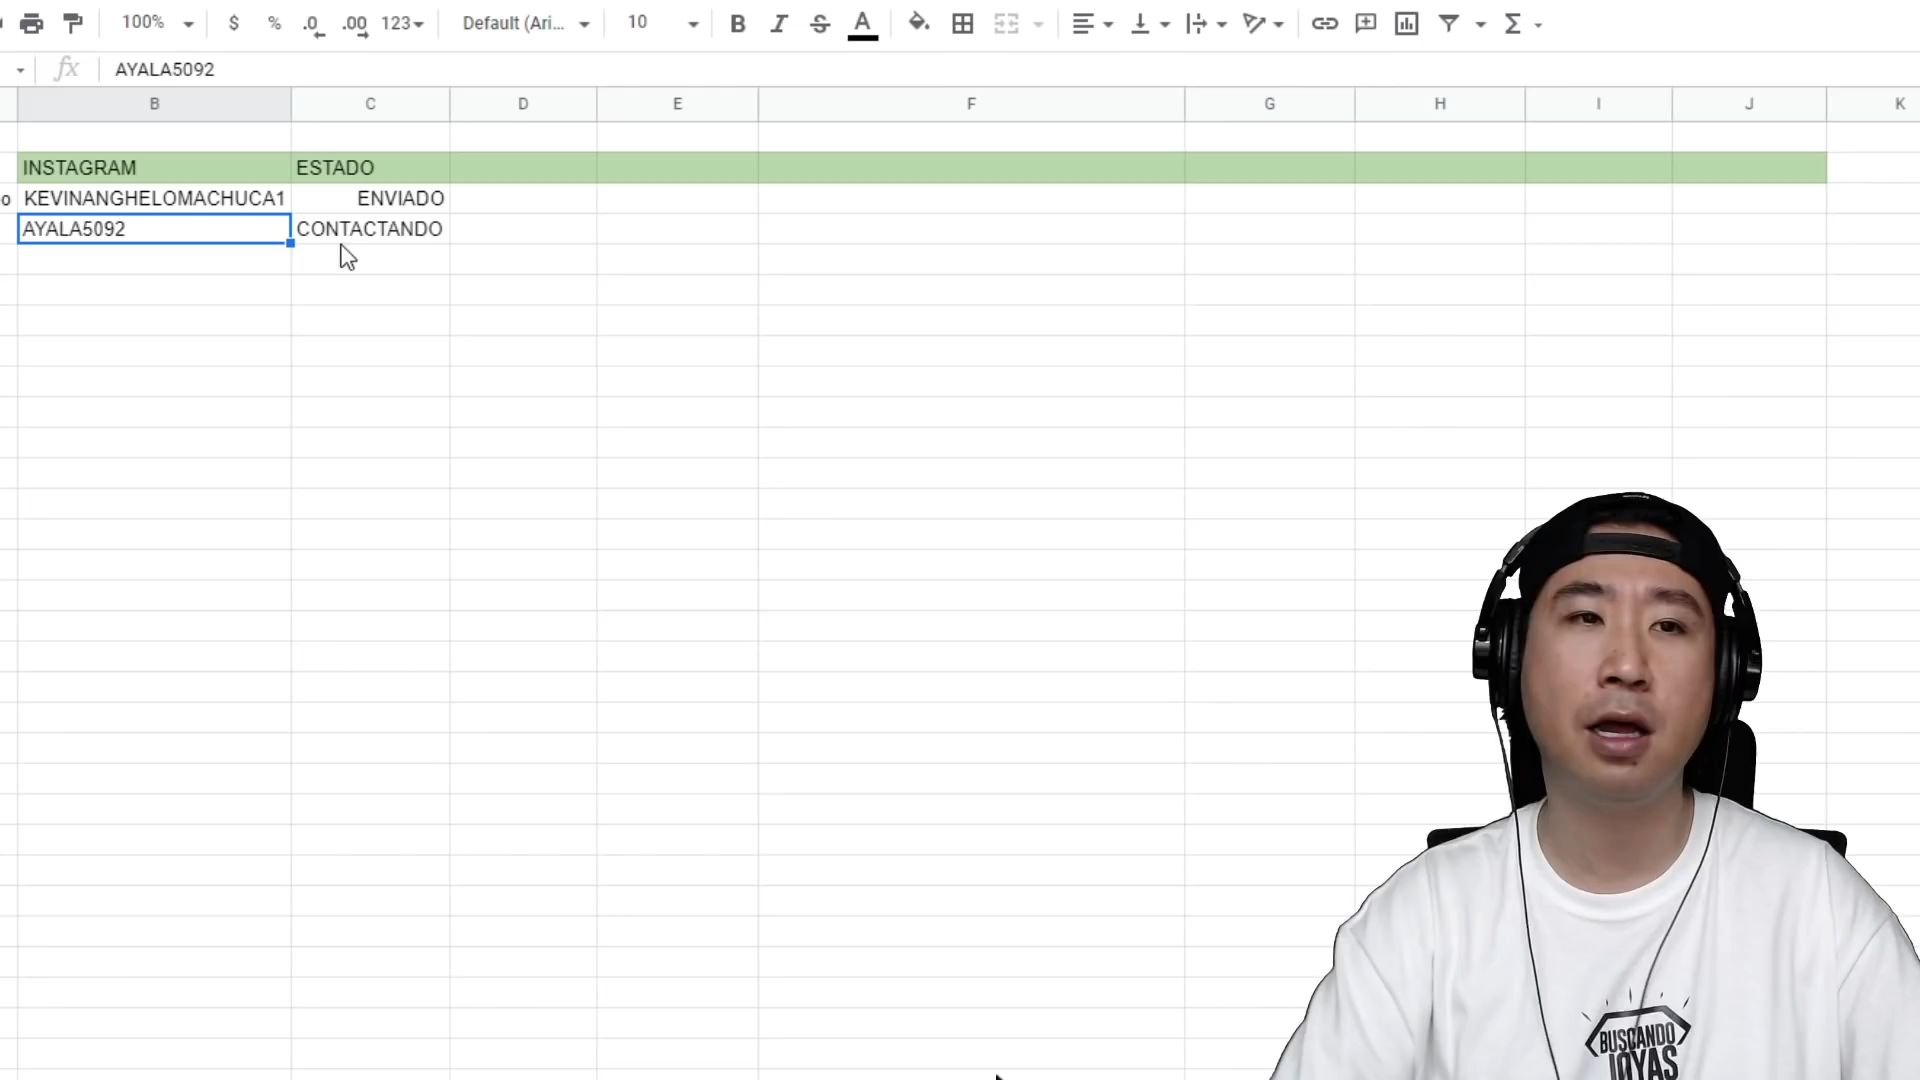 100% $ % .0 .00 123 Default (Ari... 10 B I S A
fx AYALA5092
B C D E F G H I J K
INSTAGRAM ESTADO
o KEVINANGHELOMACHUCA1 ENVIADO
AYALA5092 CONTACTANDO
BUSCANDO
JOYAS